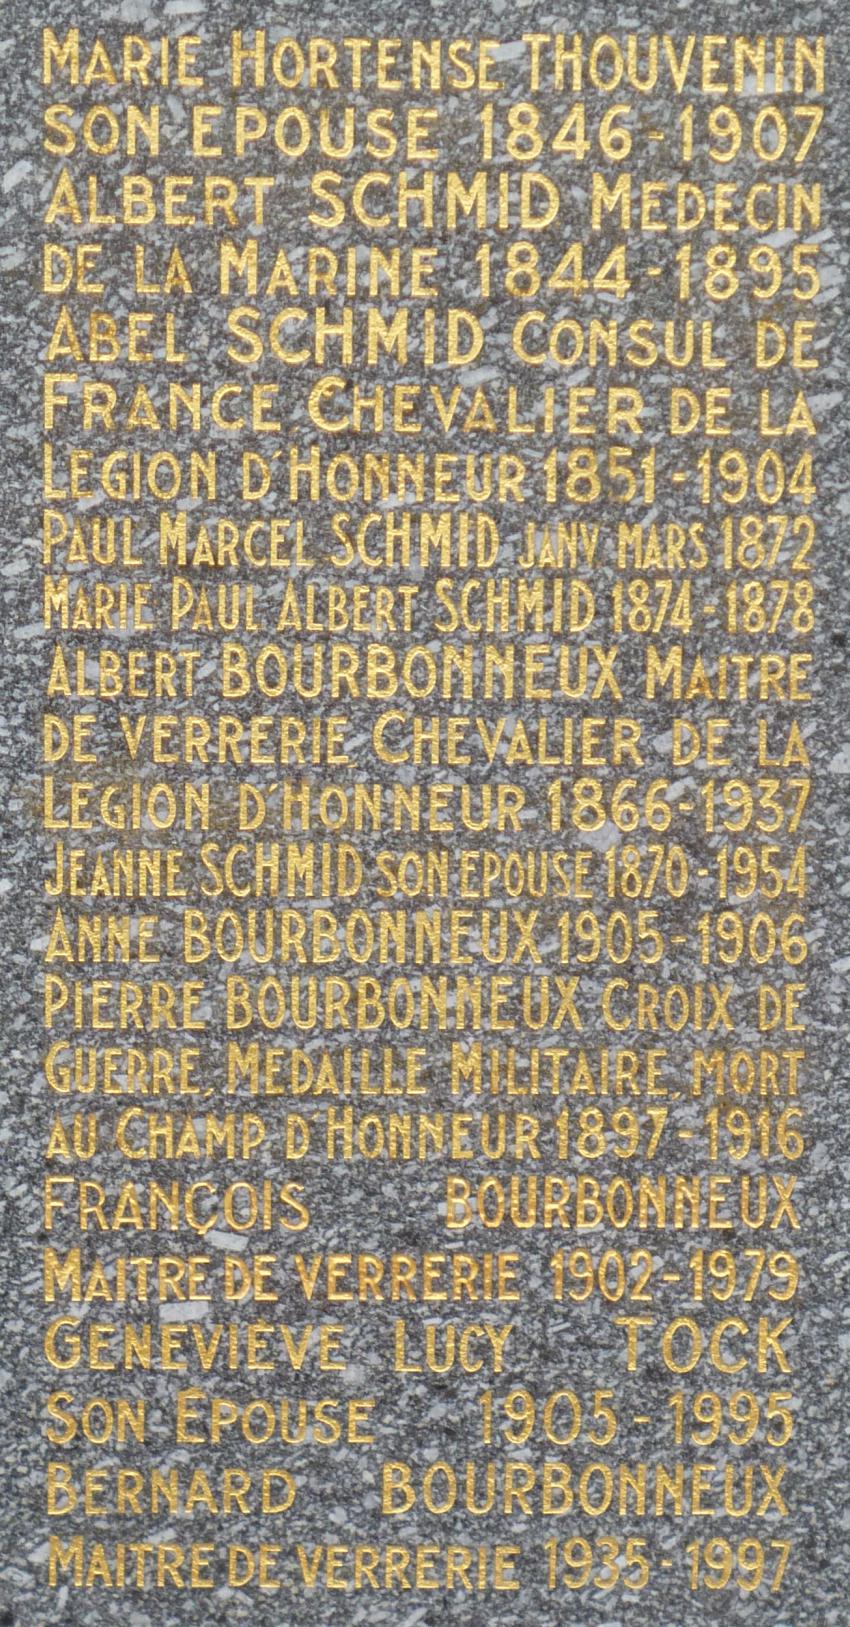 MARIE HORTENSE THOUVENIN
SON EPOUSE 1846-1907
ALBERT SCHMID MEDECIN
DE LA MARINE 1844-1895
ABEL SCHMID CONSUL DE
FRANCE, CHEVALIER DE LA
LEGION D'HONNEUR 1851-1904
PAUL MARCEL SCHMID JANV. MARS 1872
MARIE PAUL ALBERT SCHMID 1874-1878
ALBERT BOURBONNEUX MAITRE
DE VERRERIE, CHEVALIER DE LA
LEGION D'HONNEUR 1866-1937
JEANNE SCHMID SON EPOUSE 1870-1954
ANNE BOURBONNEUX 1905-1906
PIERRE BOURBONNEUX CROIX DE
GUERRE, MEDAILLE MILITAIRE, MORT
AU CHAMP D'HONNEUR 1897-1916
FRANÇOIS BOURBONNEUX
MAITRE DE VERRERIE 1902-1979
GENEVIÈVE LUCY TOCK
SON ÉPOUSE 1905-1995
BERNARD BOURBONNEUX
MAITRE DE VERRERIE 1935-1997